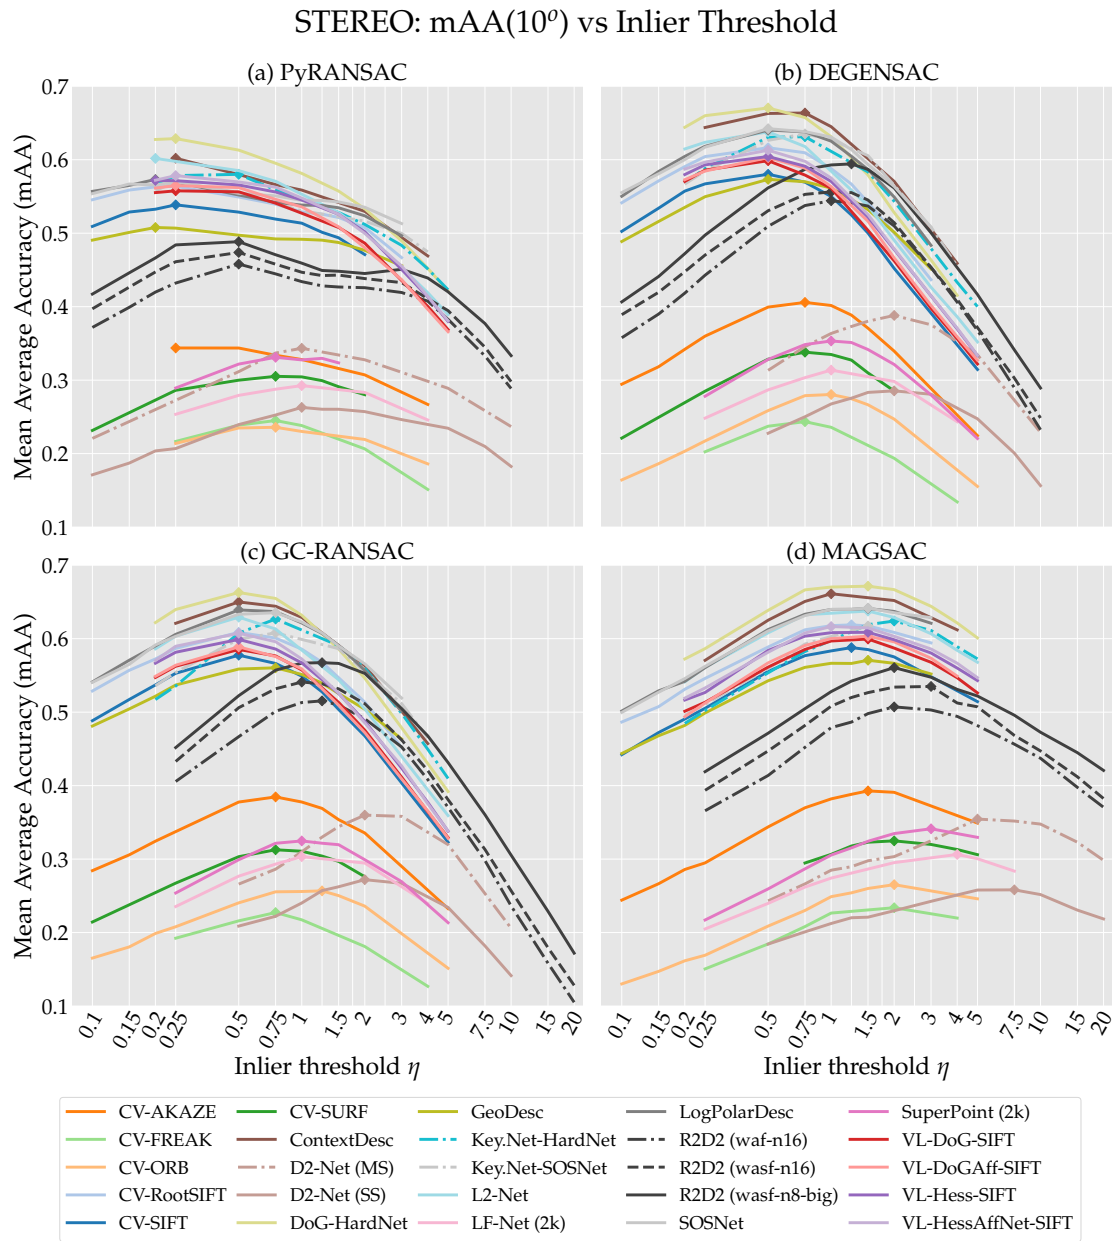 STEREO: mAA(10°) vs Inlier Threshold
(a) PyRANSAC
(b) DEGENSAC
Mean Average Accuracy (mAA)
0.7
0.6
0.5
0.4
0.3
0.2
0.1
(c) GC-RANSAC
(d) MAGSAC
Mean Average Accuracy (mAA)
0.7
0.6
0.5
0.4
0.3
0.2
0.1
0.1 0.15 0.2 0.25 0.5 0.75 1 1.5 2 3 4 5 7.5 10 15 20
0.1 0.15 0.2 0.25 0.5 0.75 1 1.5 2 3 4 5 7.5 10 15 20
Inlier threshold η
Inlier threshold η
CV-AKAZE CV-SURF GeoDesc LogPolarDesc SuperPoint (2k)
CV-FREAK ContextDesc Key.Net-HardNet R2D2 (waf-n16) VL-DoG-SIFT
CV-ORB D2-Net (MS) Key.Net-SOSNet R2D2 (wasf-n16) VL-DoGAff-SIFT
CV-RootSIFT D2-Net (SS) L2-Net R2D2 (wasf-n8-big) VL-Hess-SIFT
CV-SIFT DoG-HardNet LF-Net (2k) SOSNet VL-HessAffNet-SIFT